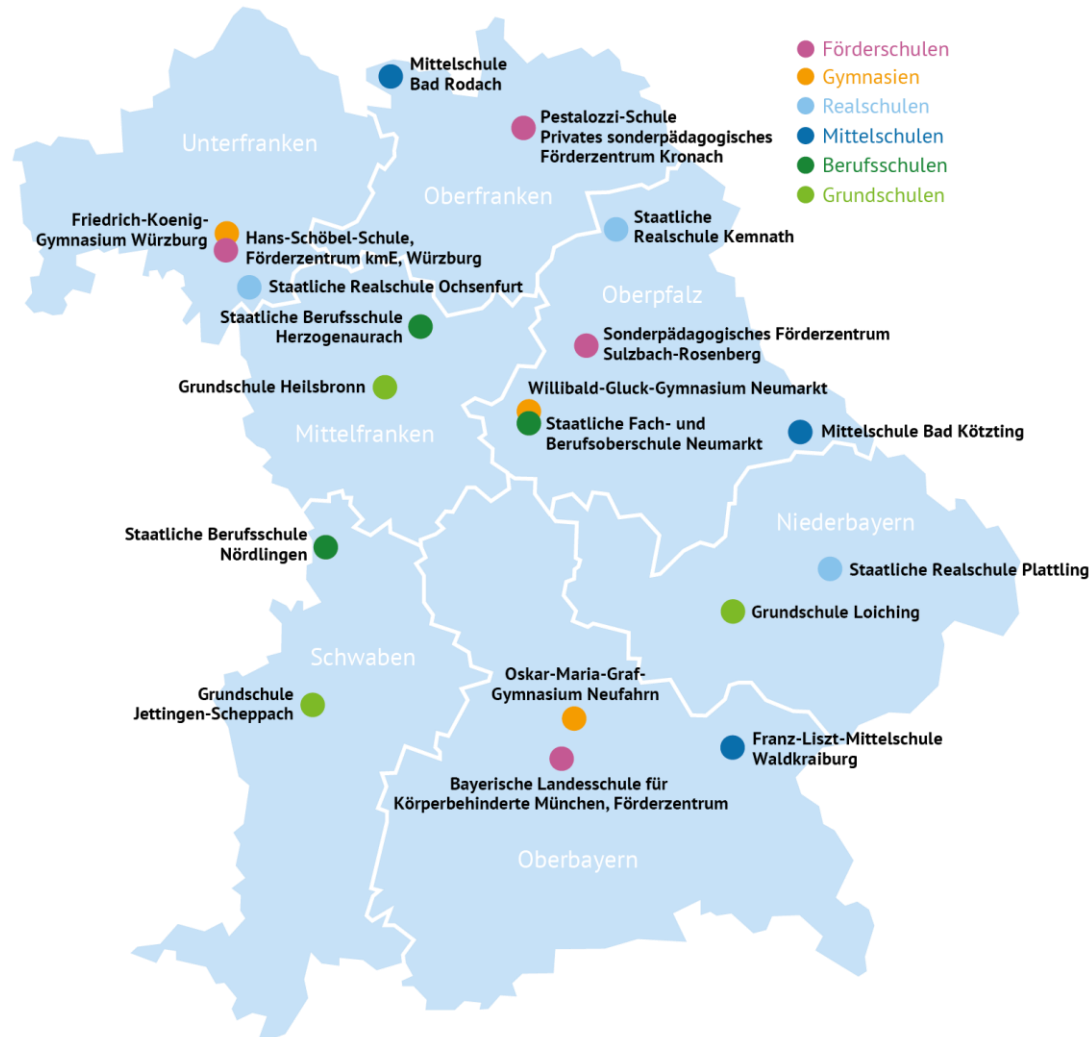 Förderschulen
Gymnasien
Realschulen
Mittelschulen
Berufsschulen
Grundschulen
Mittelschule
Bad Rodach
Pestalozzi-Schule
Privates sonderpädagogisches
Förderzentrum Kronach
Unterfranken
Oberfranken
Friedrich-Koenig-
Gymnasium Würzburg
Hans-Schöbel-Schule,
Förderzentrum kmE, Würzburg
Staatliche
Realschule Kemnath
Staatliche Realschule Ochsenfurt
Oberpfalz
Staatliche Berufsschule
Herzogenaurach
Sonderpädagogisches Förderzentrum
Sulzbach-Rosenberg
Grundschule Heilsbronn
Willibald-Gluck-Gymnasium Neumarkt
Staatliche Fach- und
Berufsoberschule Neumarkt
Mittelfranken
Mittelschule Bad Kötzting
Niederbayern
Staatliche Berufsschule
Nördlingen
Staatliche Realschule Plattling
Grundschule Loiching
Schwaben
Oskar-Maria-Graf-
Gymnasium Neufahrn
Grundschule
Jettingen-Scheppach
Franz-Liszt-Mittelschule
Waldkraiburg
Bayerische Landesschule für
Körperbehinderte München, Förderzentrum
Oberbayern